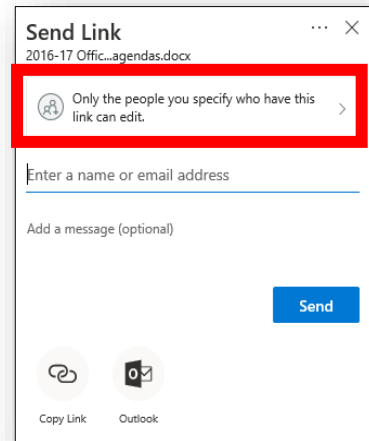 Send Link
2016-17 Offic...agendas.docx
Only the people you specify who have this
link can edit.
Enter a name or email address
Add a message (optional)
Send
Copy Link
Outlook